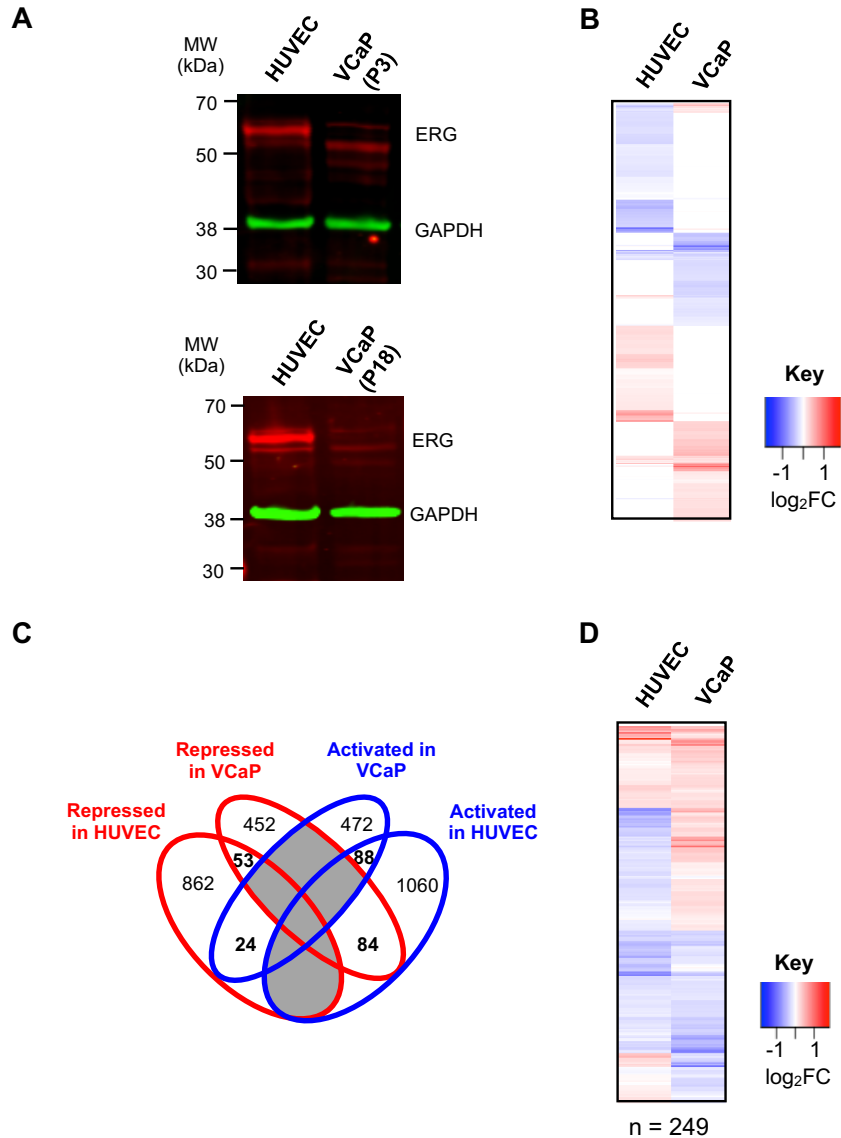 A
MW
(kDa)
HUVEC
VCaP
(P3)
70
50
38
30
ERG
GAPDH
MW
(kDa)
HUVEC
VCaP
(P18)
70
50
38
30
ERG
GAPDH
B
HUVEC
VCaP
Key
-1
1
log₂FC
C
Repressed
in VCaP
Activated in
VCaP
Repressed
in HUVEC
Activated
in HUVEC
452
472
53
88
862
1060
24
84
D
HUVEC
VCaP
Key
-1
1
log₂FC
n = 249